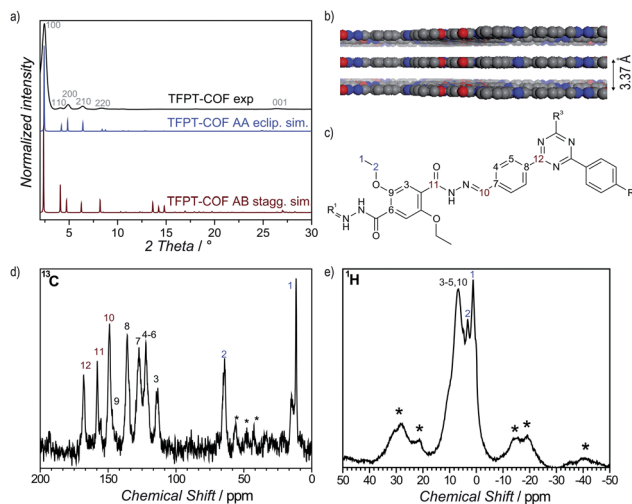 a)
100
110
200
210
220
001
TFPT-COF exp
TFPT-COF AA eclip. sim.
TFPT-COF AB stagg. sim.
Normalized intensity
5 10 15 20 25 30
2 Theta / °
b)
3.37 Å
c)
R³
N N
N
12
1
2
O
9
3
O
11
N
H
N
10
7
4
5
8
R²
R¹
N
H
N
H
6
O
O
d)
¹³C
12
11
10
9
8
7
4-6
3
2
* * *
1
200 150 100 50 0
Chemical Shift / ppm
e)
¹H
3-5,10
2
1
* * * * *
50 40 30 20 10 0 -10 -20 -30 -40 -50
Chemical Shift / ppm